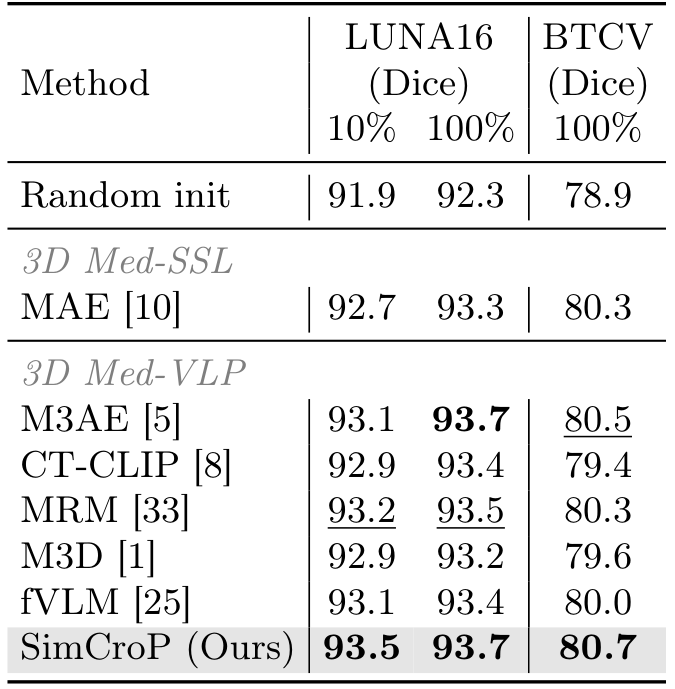 LUNA16 BTCV
Method (Dice) (Dice)
10% 100% 100%
Random init 91.9 92.3 78.9
3D Med-SSL
MAE [10] 92.7 93.3 80.3
3D Med-VLP
M3AE [5] 93.1 93.7 80.5
CT-CLIP [8] 92.9 93.4 79.4
MRM [33] 93.2 93.5 80.3
M3D [1] 92.9 93.2 79.6
fVLM [25] 93.1 93.4 80.0
SimCroP (Ours) 93.5 93.7 80.7